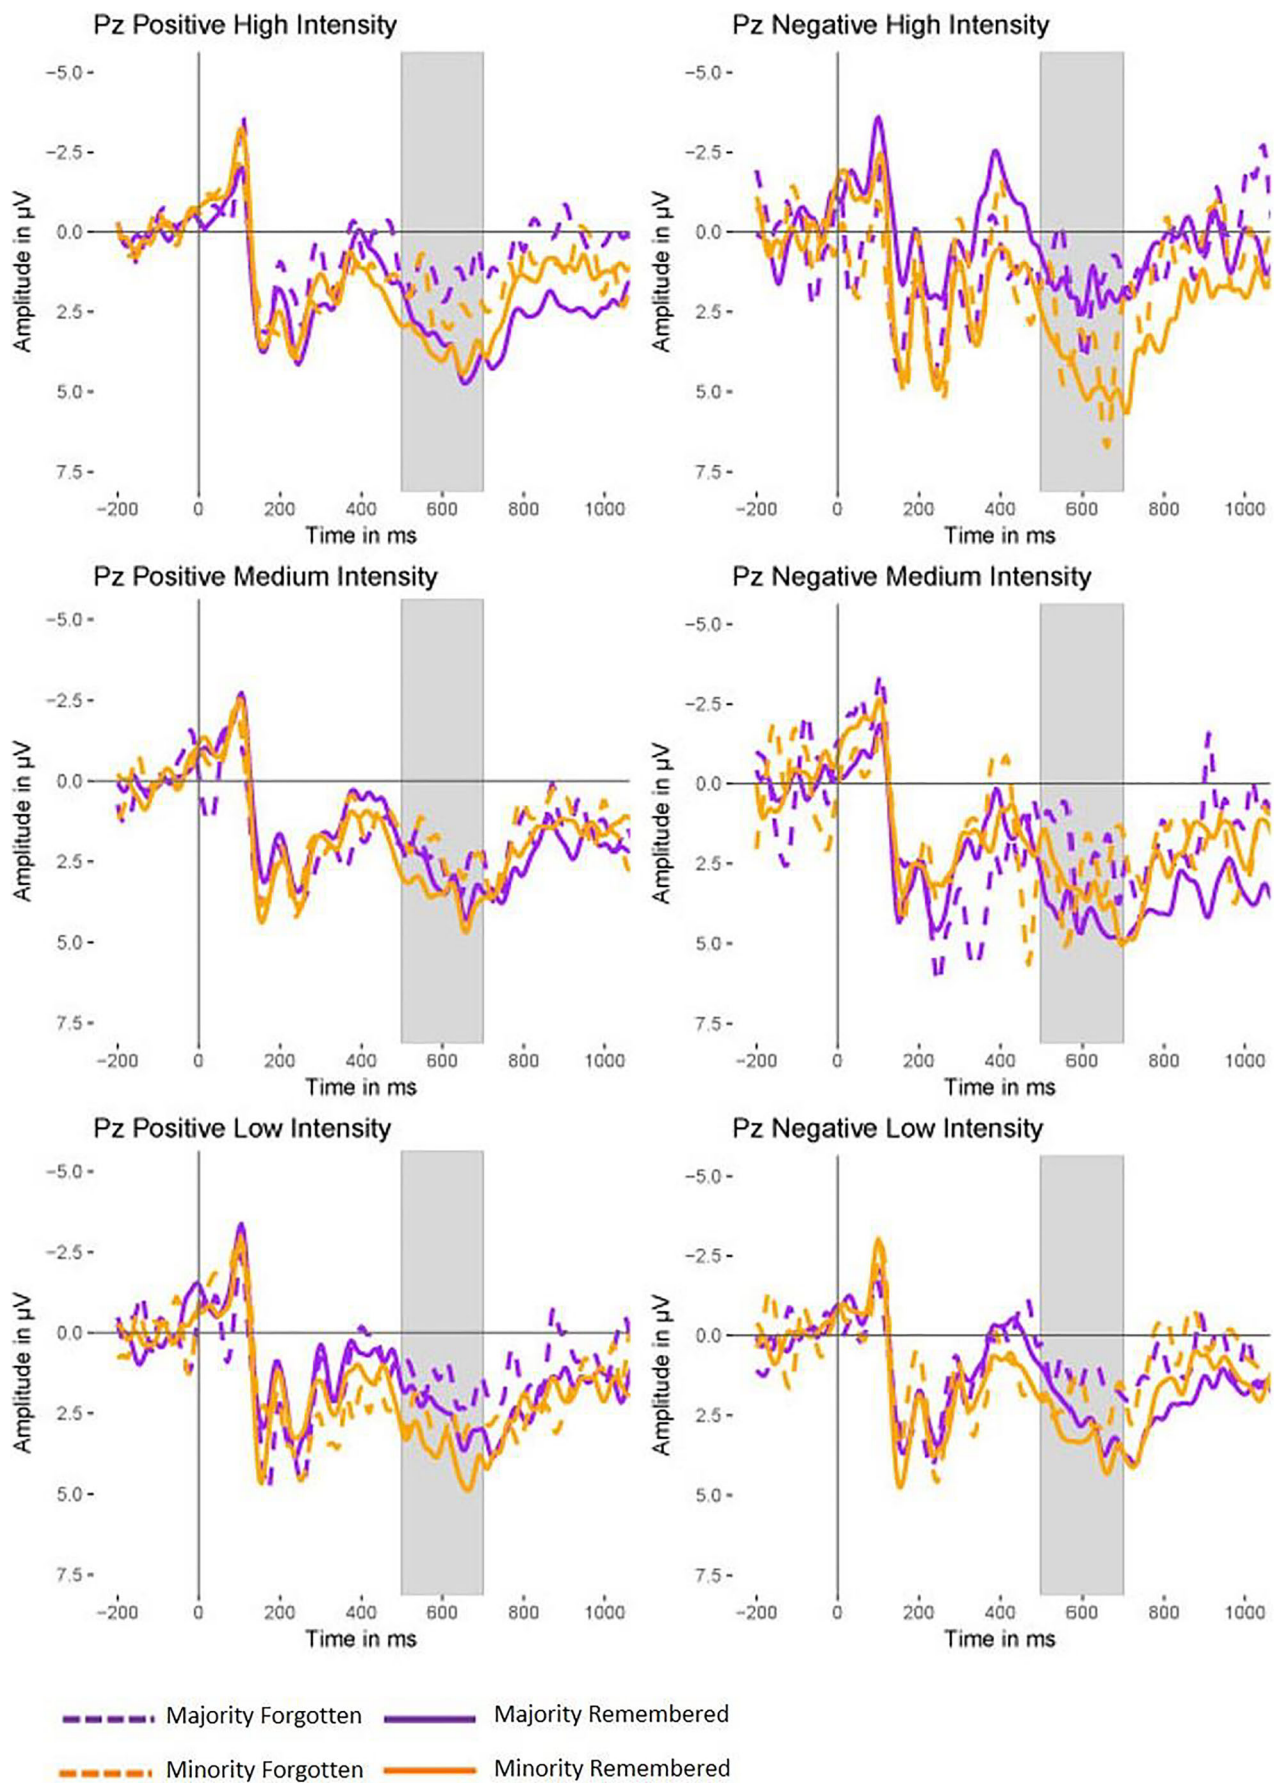 Pz Positive High Intensity
Pz Negative High Intensity
−5.0
−2.5
0.0
2.5
5.0
7.5
Amplitude in µV
−200 0 200 400 600 800 1000
Time in ms
−5.0
−2.5
0.0
2.5
5.0
7.5
Amplitude in µV
−200 0 200 400 600 800 1000
Time in ms
Pz Positive Medium Intensity
Pz Negative Medium Intensity
−5.0
−2.5
0.0
2.5
5.0
7.5
Amplitude in µV
−200 0 200 400 600 800 1000
Time in ms
−5.0
−2.5
0.0
2.5
5.0
7.5
Amplitude in µV
−200 0 200 400 600 800 1000
Time in ms
Pz Positive Low Intensity
Pz Negative Low Intensity
−5.0
−2.5
0.0
2.5
5.0
7.5
Amplitude in µV
−200 0 200 400 600 800 1000
Time in ms
−5.0
−2.5
0.0
2.5
5.0
7.5
Amplitude in µV
−200 0 200 400 600 800 1000
Time in ms
Majority Forgotten
Majority Remembered
Minority Forgotten
Minority Remembered